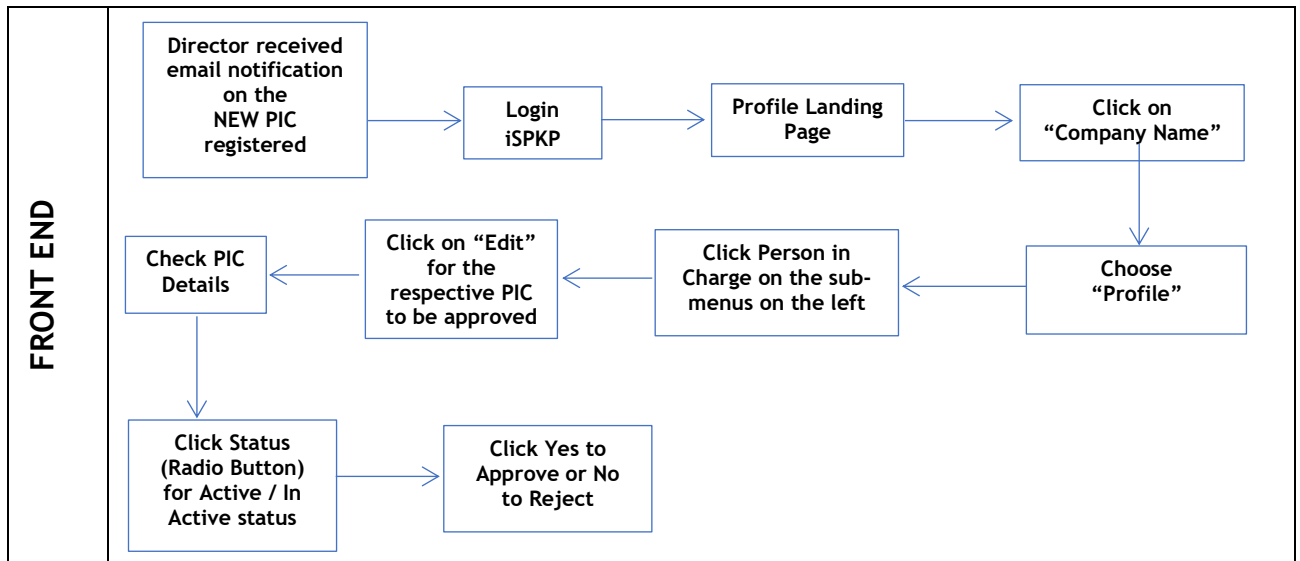 FRONT END
Director received
email notification
on the
NEW PIC
registered
Login
iSPKP
Profile Landing
Page
Click on
“Company Name”
Choose
“Profile”
Click Person in
Charge on the sub-
menus on the left
Click on “Edit”
for the
respective PIC
to be approved
Check PIC
Details
Click Status
(Radio Button)
for Active / In
Active status
Click Yes to
Approve or No
to Reject